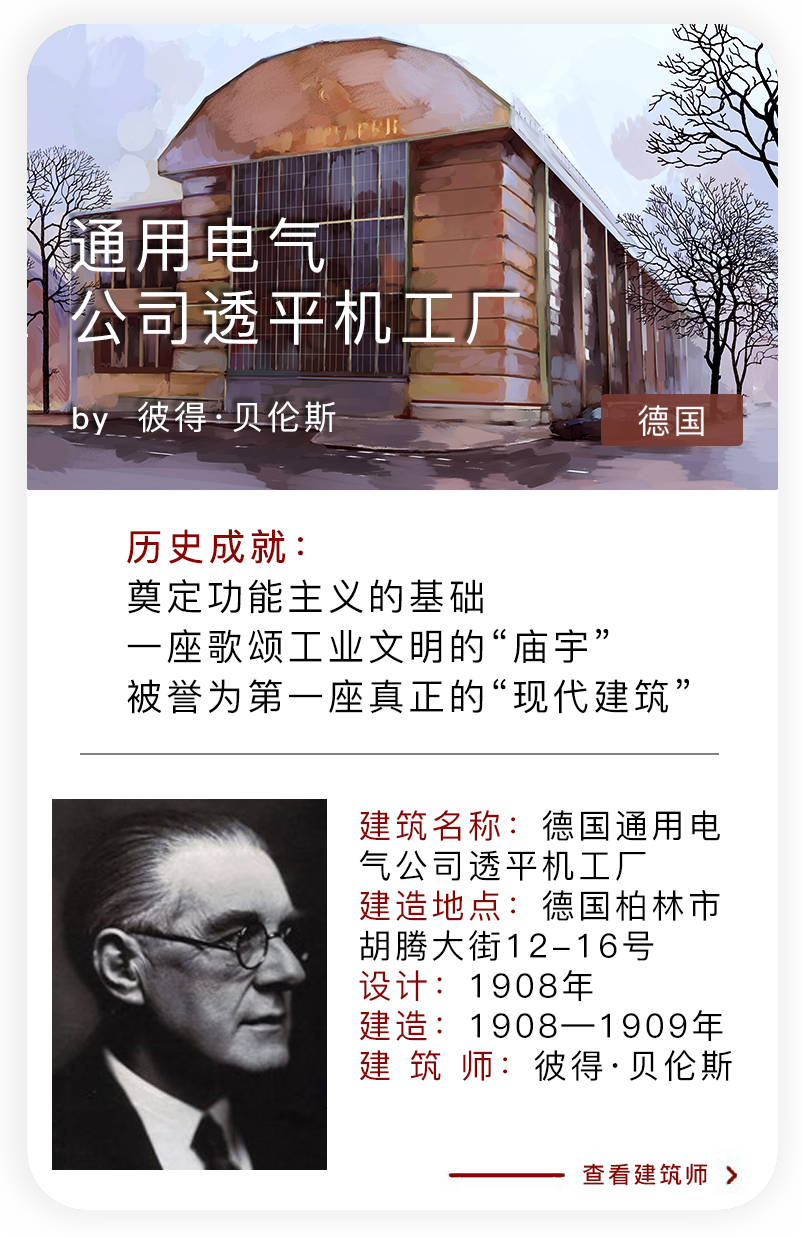 通用电气
公司透平机工厂
by 彼得·贝伦斯
德国
历史成就：
奠定功能主义的基础
一座歌颂工业文明的“庙宇”
被誉为第一座真正的“现代建筑”
建筑名称：德国通用电
气公司透平机工厂
建造地点：德国柏林市
胡腾大街12-16号
设计：1908年
建造：1908—1909年
建 筑 师：彼得·贝伦斯
查看建筑师